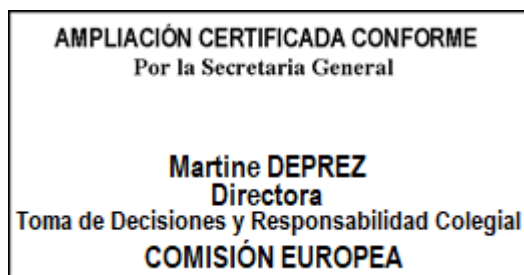 AMPLIACIÓN CERTIFICADA CONFORME
Por la Secretaria General
Martine DEPREZ
Directora
Toma de Decisiones y Responsabilidad Colegial
COMISIÓN EUROPEA